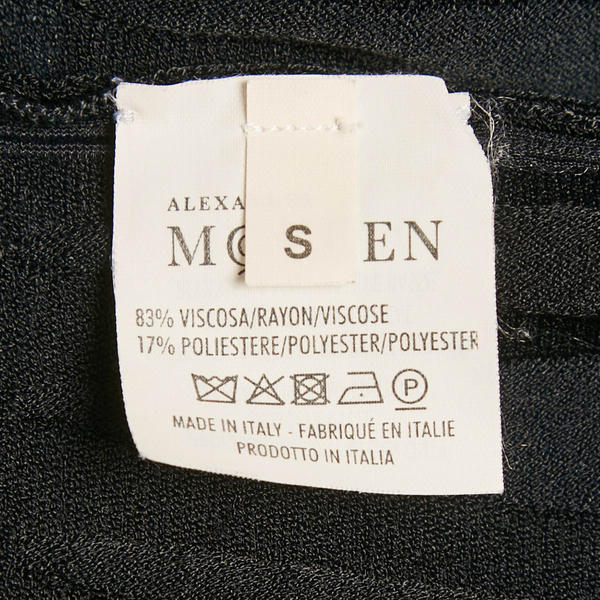 ALEXA
MC S EN
83% VISCOSA/RAYON/VISCOSE
17% POLIESTERE/POLYESTER/POLYESTER
P
MADE IN ITALY - FABRIQUÉ EN ITALIE
PRODOTTO IN ITALIA